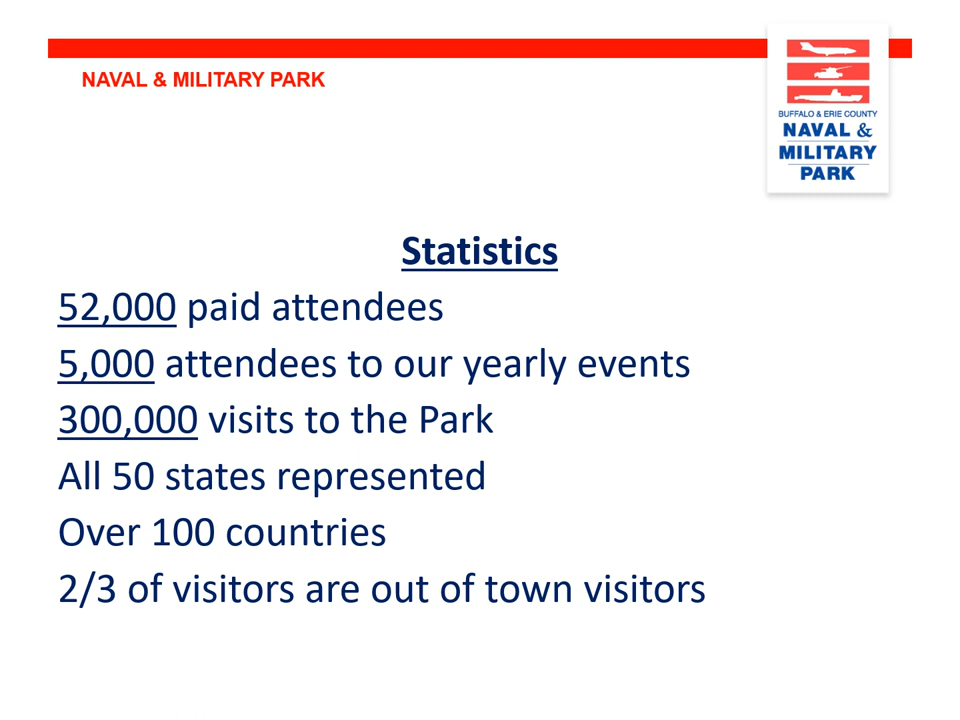 NAVAL & MILITARY PARK
BUFFALO & ERIE COUNTY
NAVAL &
MILITARY
PARK
Statistics
52,000 paid attendees
5,000 attendees to our yearly events
300,000 visits to the Park
All 50 states represented
Over 100 countries
2/3 of visitors are out of town visitors